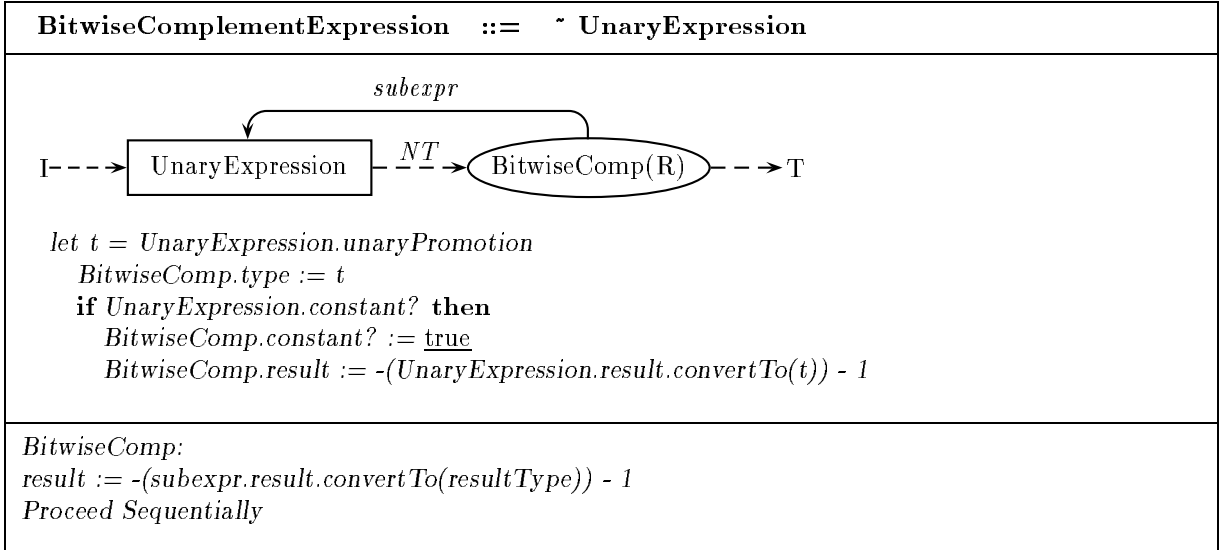 BitwiseComplementExpression ::= ~ UnaryExpression
subexpr
I UnaryExpression NT BitwiseComp(R) T
let t = UnaryExpression.unaryPromotion
BitwiseComp.type := t
if UnaryExpression.constant? then
BitwiseComp.constant? := true
BitwiseComp.result := -(UnaryExpression.result.convertTo(t)) - 1
BitwiseComp:
result := -(subexpr.result.convertTo(resultType)) - 1
Proceed Sequentially